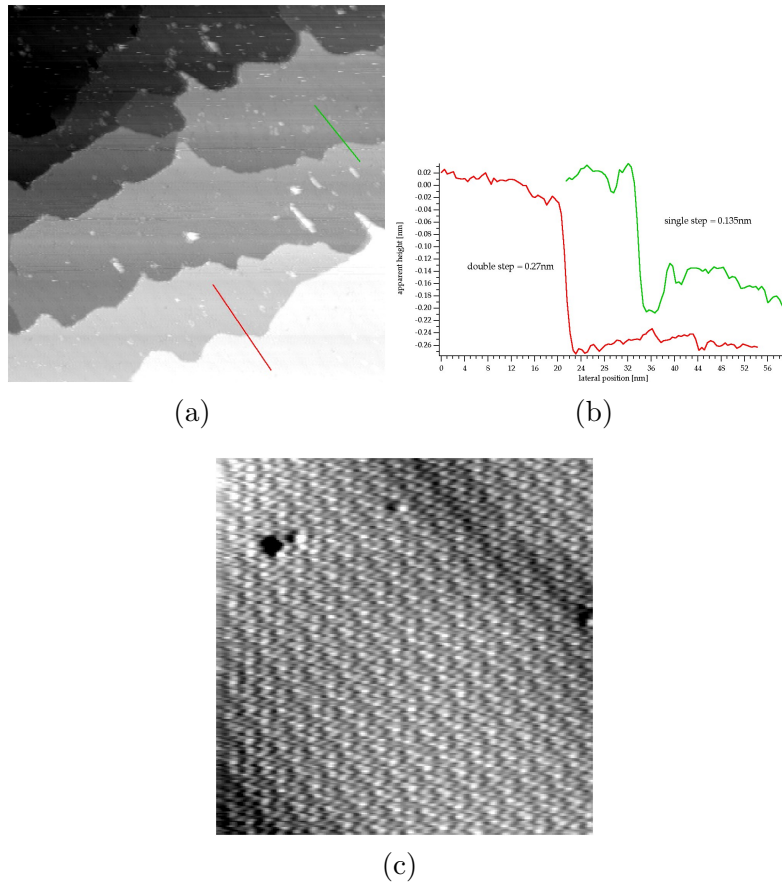 0.02
0.00
-0.02
-0.04
-0.06
-0.08
-0.10
-0.12
-0.14
-0.16
-0.18
-0.20
-0.22
-0.24
-0.26
apparent height [nm]
single step = 0.135nm
double step = 0.27nm
0 4 8 12 16 20 24 28 32 36 40 44 48 52 56
lateral position [nm]
(a)
(b)
(c)